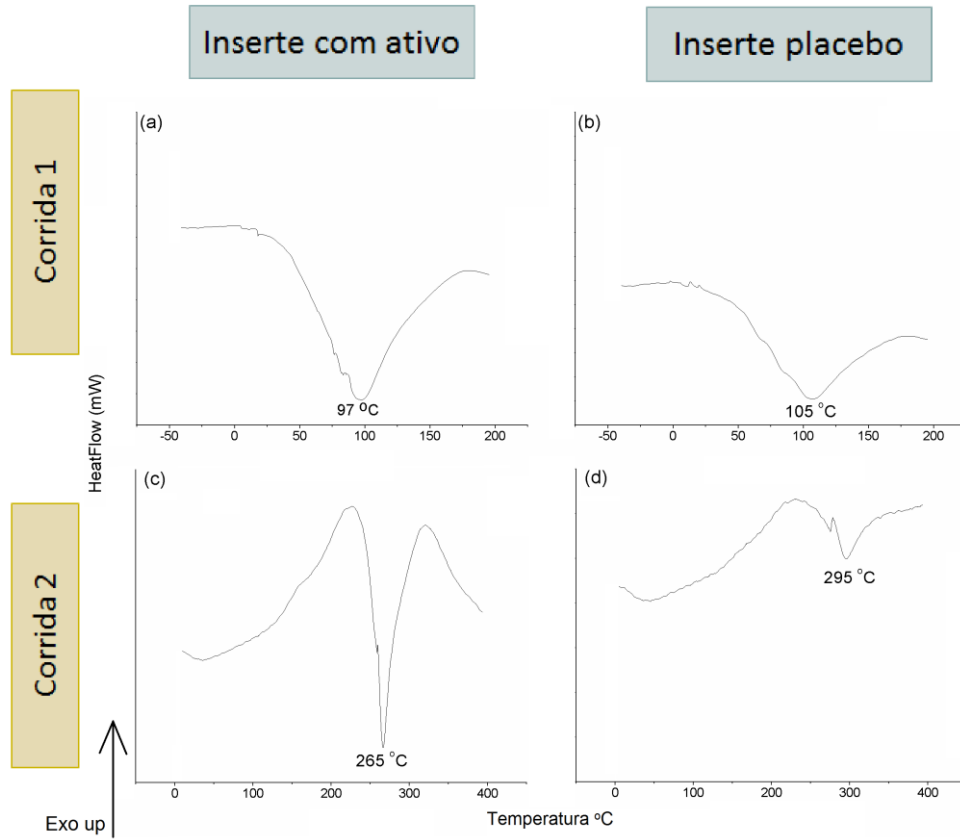 Inserte com ativo
Inserte placebo
Corrida 1
(a)
97 ºC
-50 0 50 100 150 200
(b)
105 °C
-50 0 50 100 150 200
HeatFlow (mW)
Corrida 2
(c)
265 °C
0 100 200 300 400
(d)
295 °C
0 100 200 300 400
Temperatura ºC
Exo up